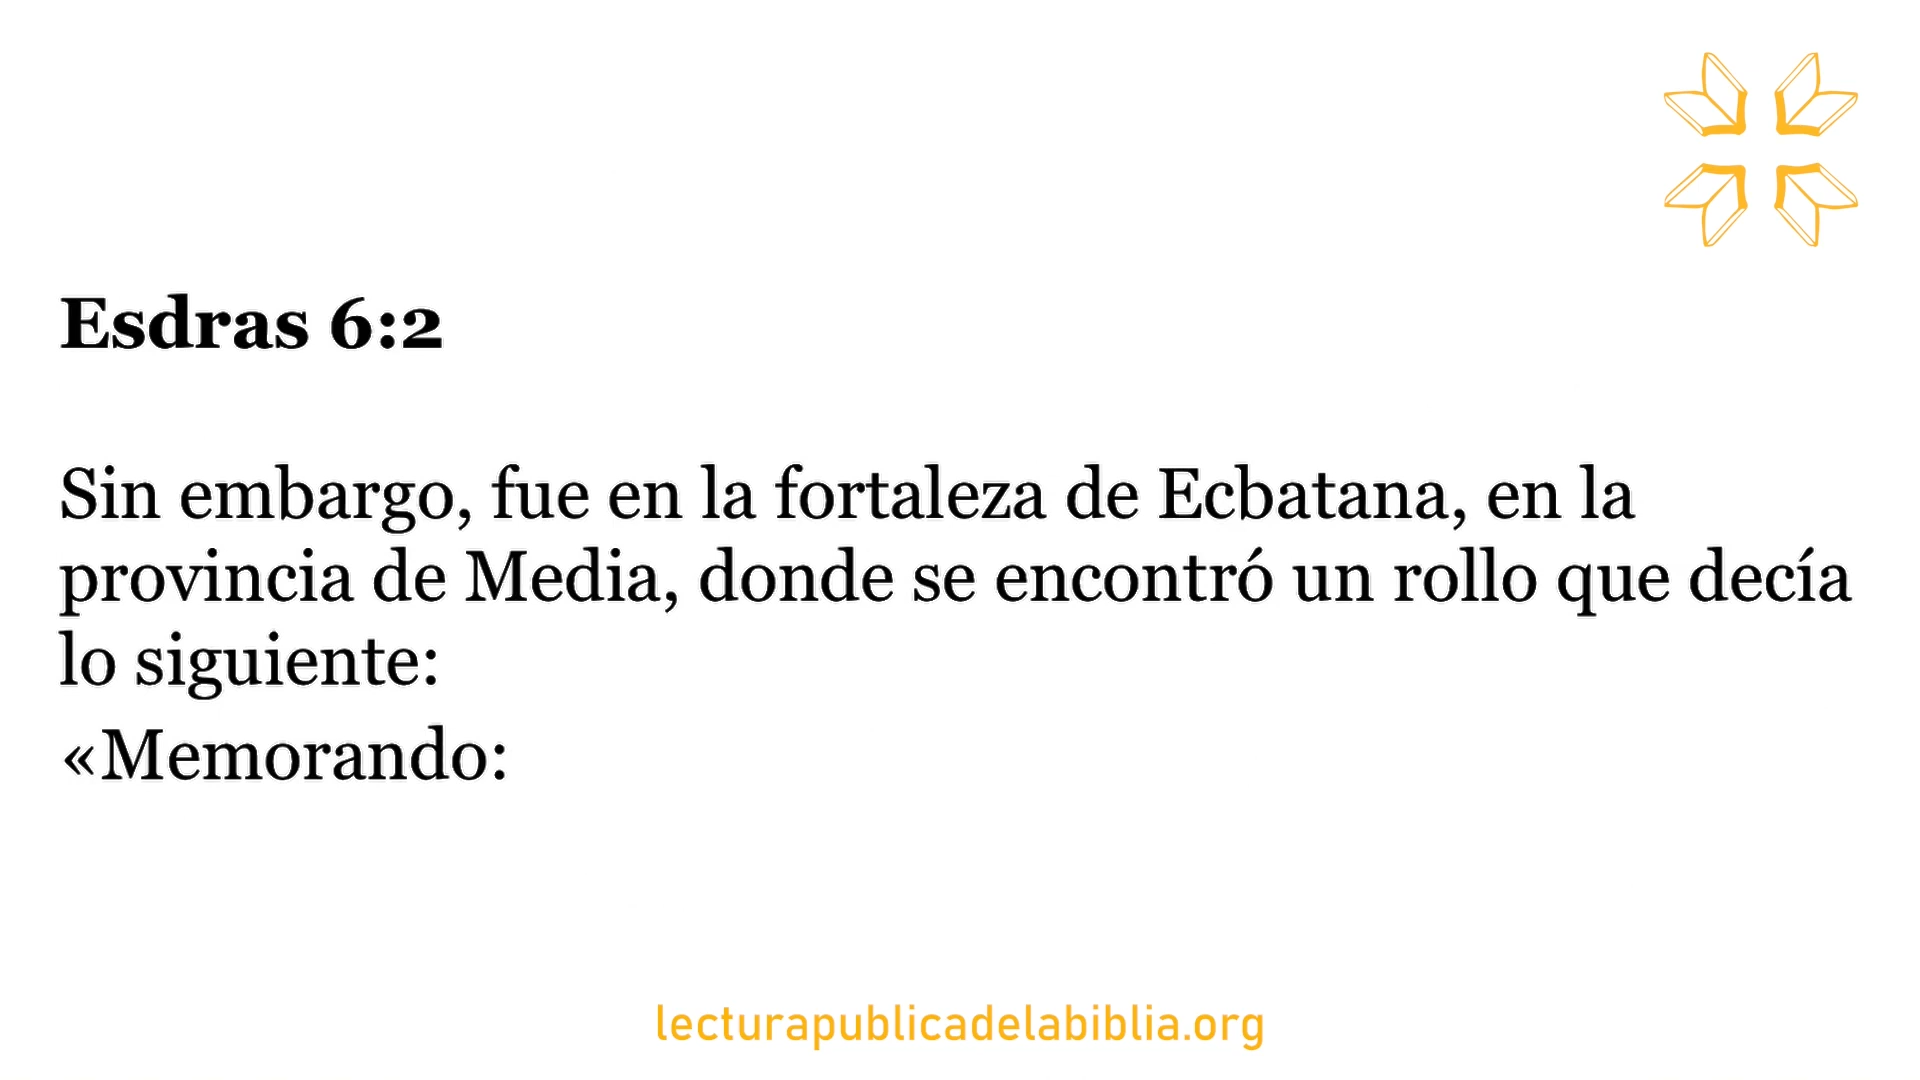 Esdras 6:2
Sin embargo, fue en la fortaleza de Ecbatana, en la
provincia de Media, donde se encontró un rollo que decía
lo siguiente:
«Memorando:
lecturapublicadelabiblia.org